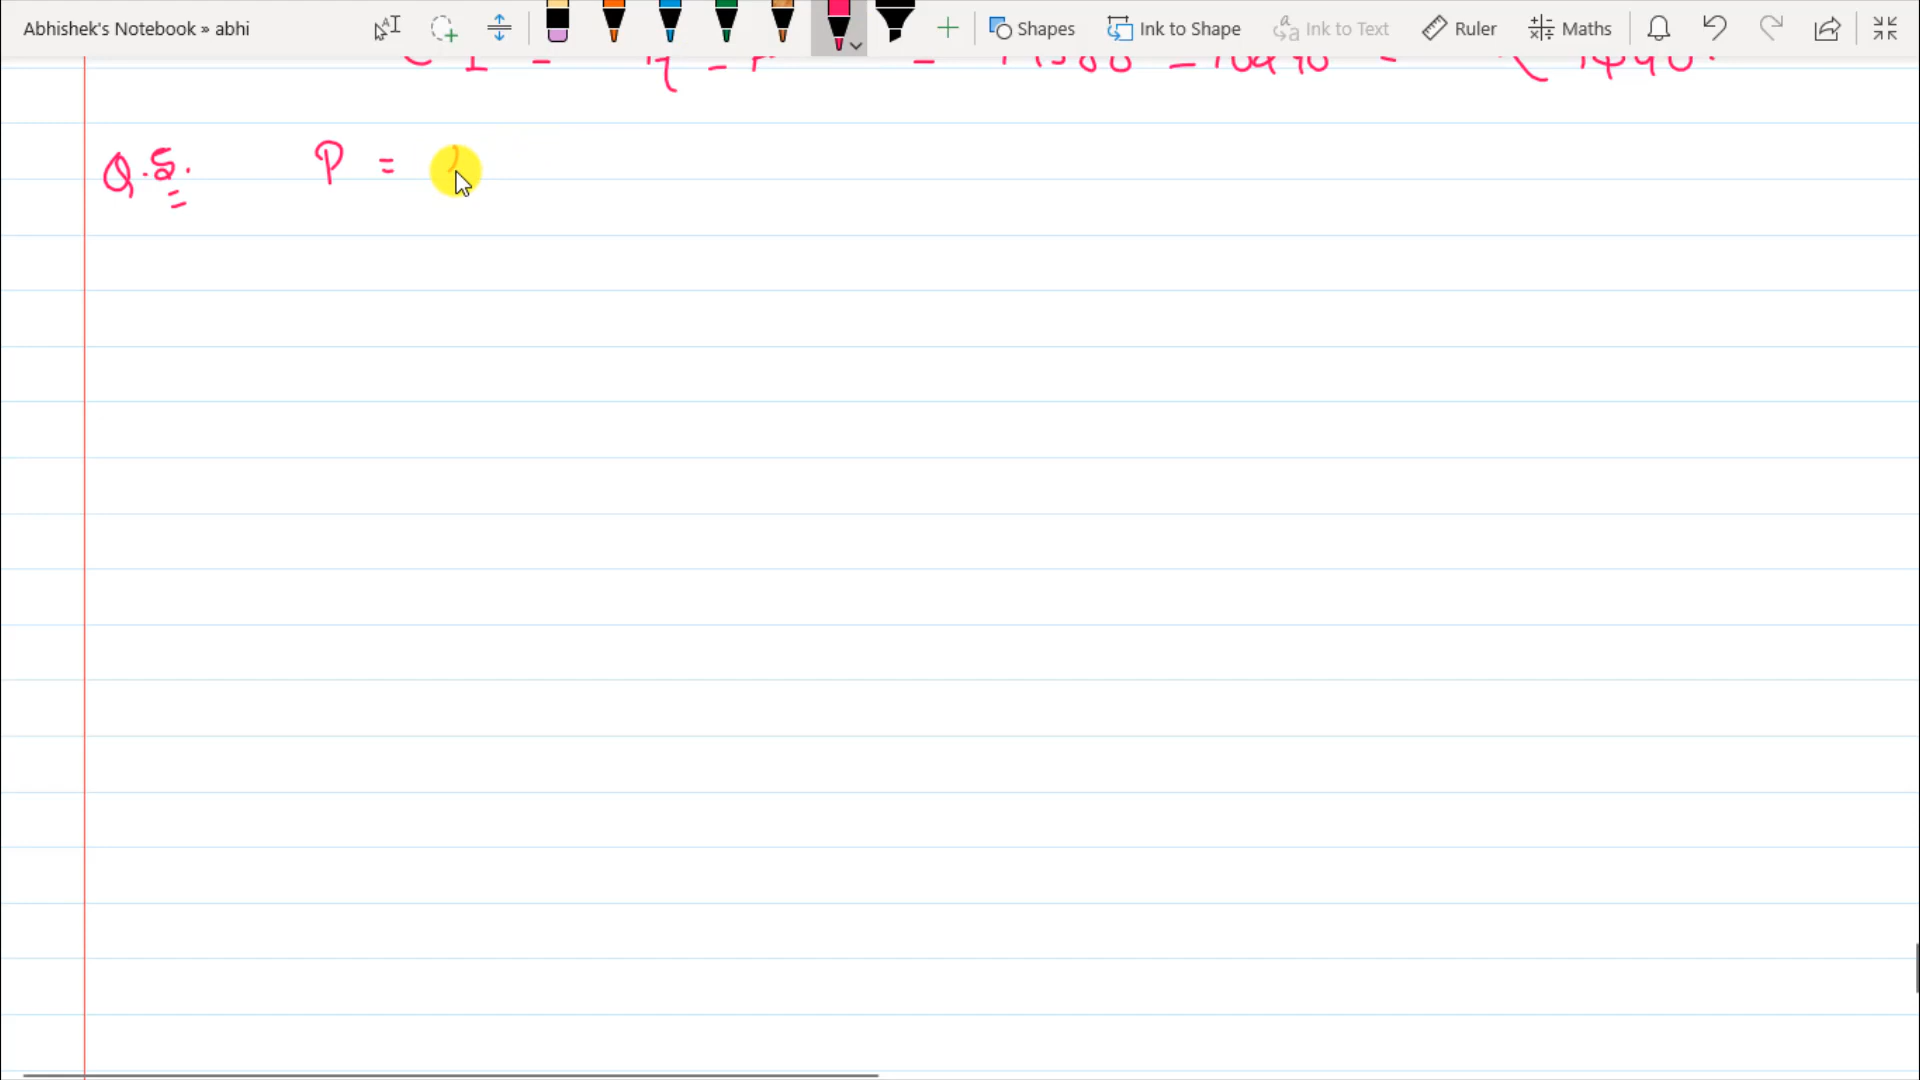 Abhishek's Notebook » abhi Shapes Ink to Shape Ink to Text Ruler Maths
Q.5. P =